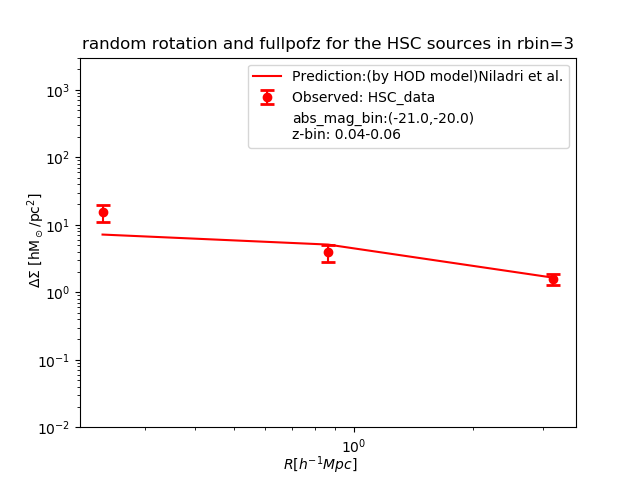 random rotation and fullpofz for the HSC sources in rbin=3
Prediction:(by HOD model)Niladri et al.
Observed: HSC_data
abs_mag_bin:(-21.0,-20.0)
z-bin: 0.04-0.06
10³
10²
10¹
10⁰
10⁻¹
10⁻²
ΔΣ [hM⊙/pc²]
10⁰
R[h⁻¹Mpc]